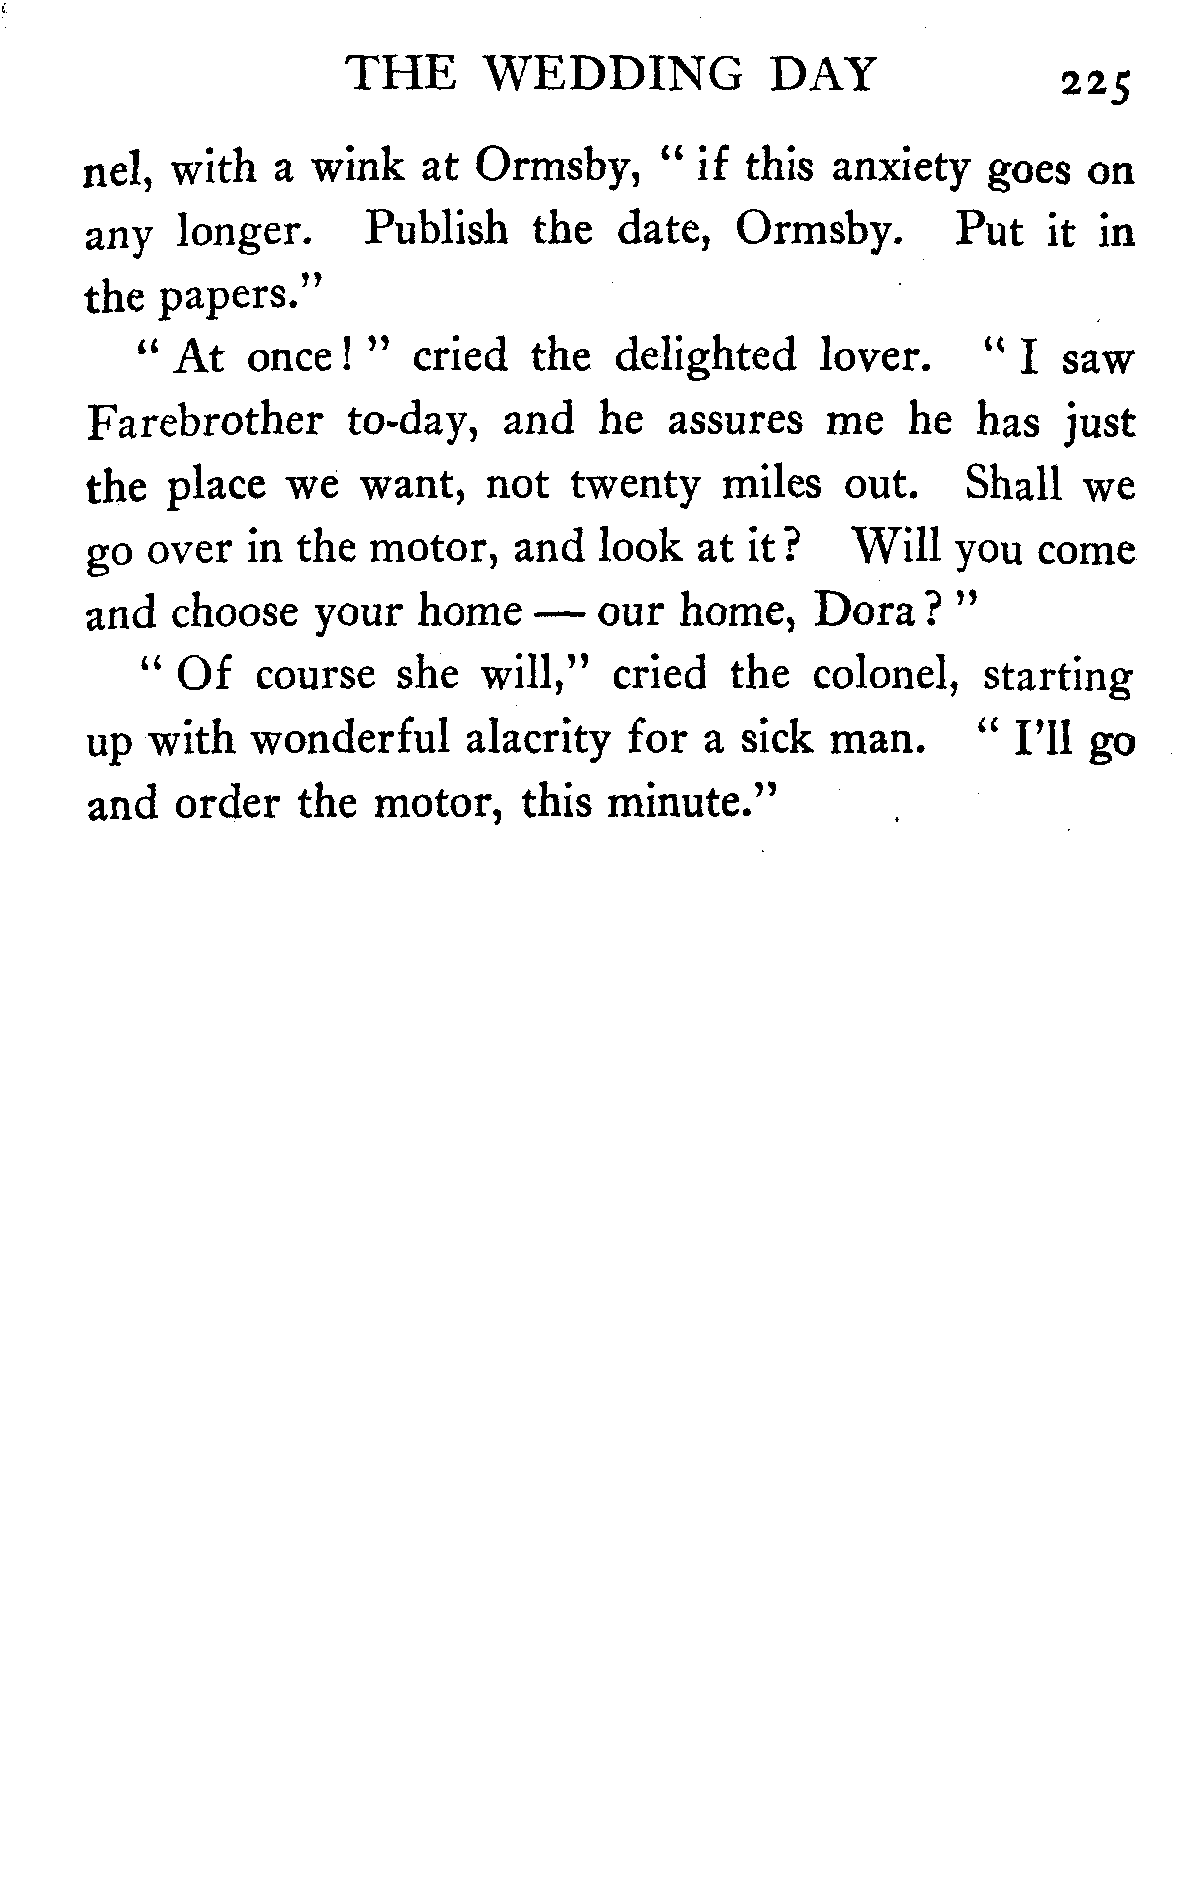 THE WEDDING DAY 225
nel, with a wink at Ormsby, “ if this anxiety goes on
any longer. Publish the date, Ormsby. Put it in
the papers.”
“ At once! ” cried the delighted lover. “ I saw
Farebrother to-day, and he assures me he has just
the place we want, not twenty miles out. Shall we
go over in the motor, and look at it? Will you come
and choose your home — our home, Dora? ”
“ Of course she will,” cried the colonel, starting
up with wonderful alacrity for a sick man. “ I’ll go
and order the motor, this minute.”